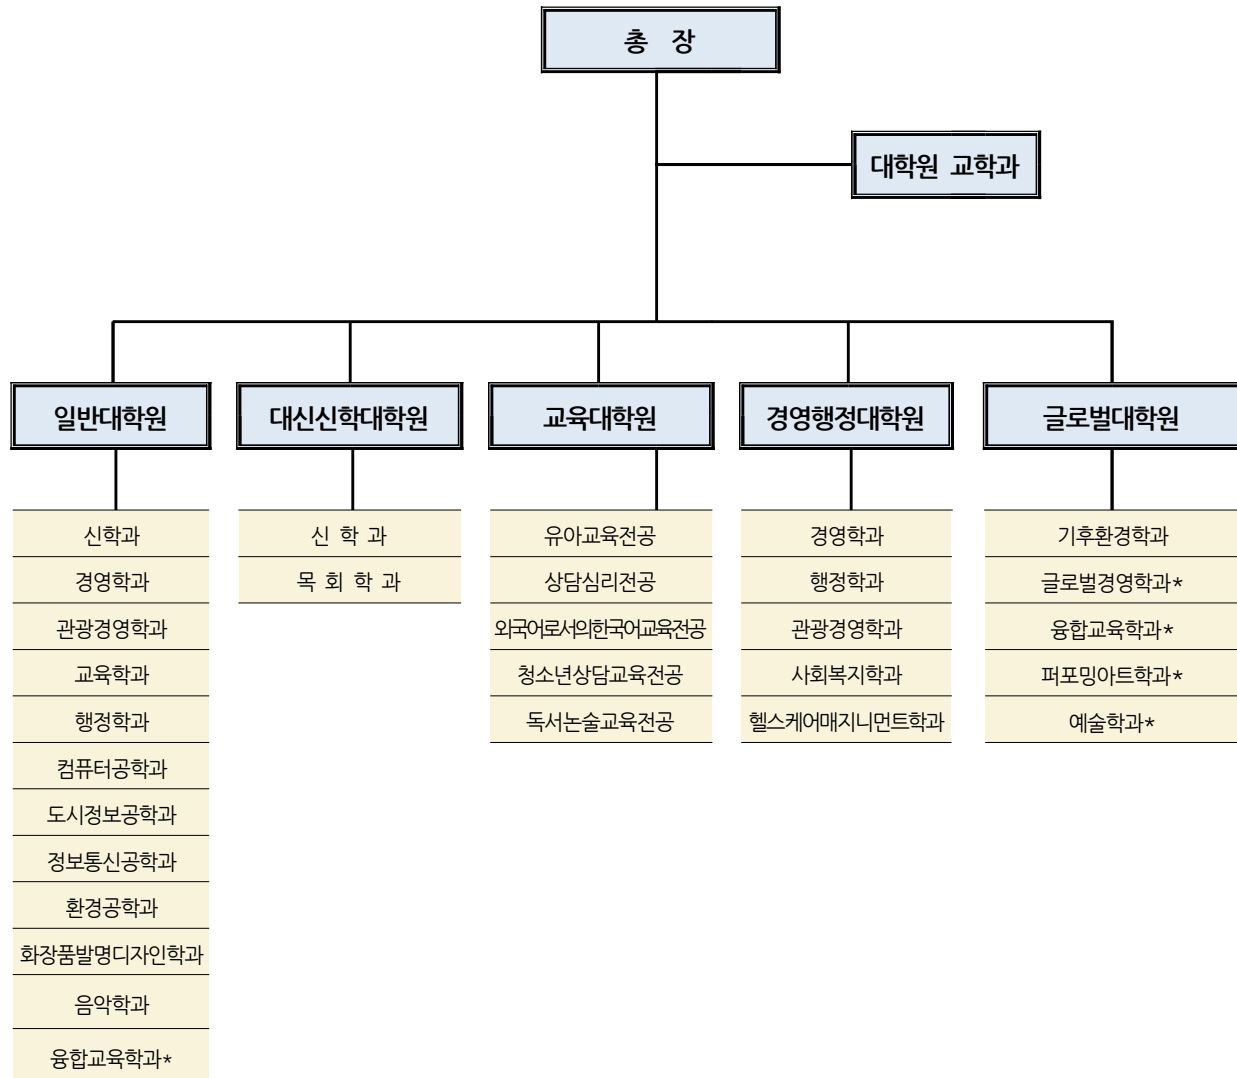 총 장
대학원 교학과
일반대학원
신학과
경영학과
관광경영학과
교육학과
행정학과
컴퓨터공학과
도시정보공학과
정보통신공학과
환경공학과
화장품발명디자인학과
음악학과
융합교육학과*
대신신학대학원
신 학 과
목 회 학 과
교육대학원
유아교육전공
상담심리전공
외국어로서의한국어교육전공
청소년상담교육전공
독서논술교육전공
경영행정대학원
경영학과
행정학과
관광경영학과
사회복지학과
헬스케어매지니먼트학과
글로벌대학원
기후환경학과
글로벌경영학과*
융합교육학과*
퍼포밍아트학과*
예술학과*